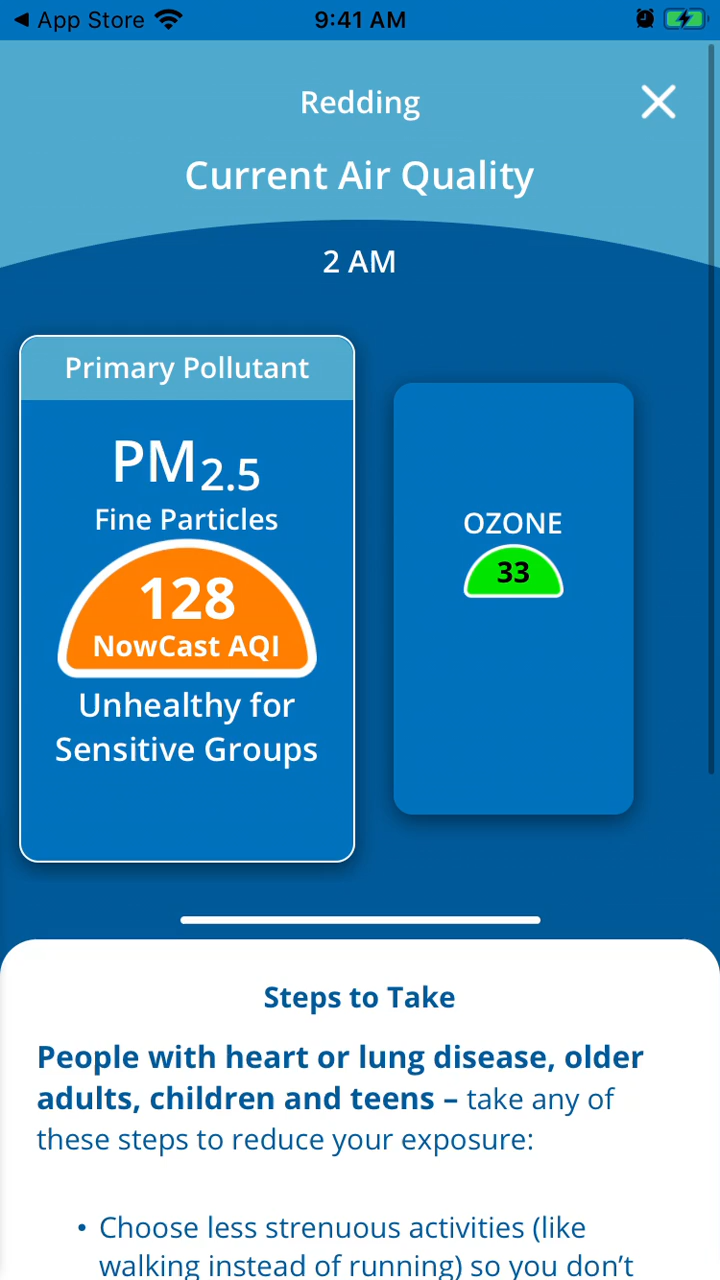 App Store
9:41 AM
Redding
Current Air Quality
2 AM
Primary Pollutant
PM2.5
Fine Particles
128
NowCast AQI
Unhealthy for
Sensitive Groups
OZONE
33
Steps to Take
People with heart or lung disease, older
adults, children and teens – take any of
these steps to reduce your exposure:
• Choose less strenuous activities (like
walking instead of running) so you don’t